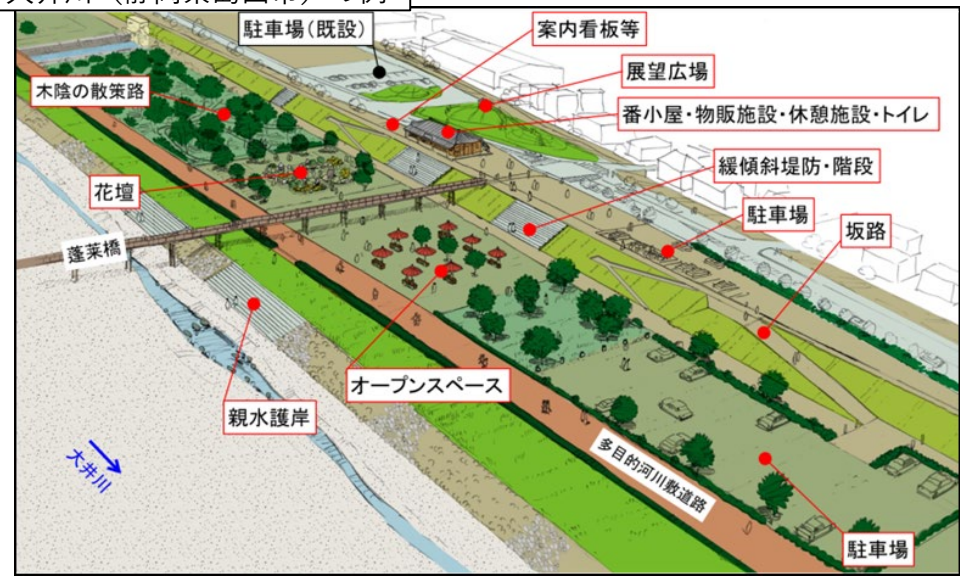 駐車場(既設)
案内看板等
展望広場
木陰の散策路
番小屋・物販施設・休憩施設・トイレ
緩傾斜堤防・階段
花壇
駐車場
坂路
蓬莱橋
オープンスペース
親水護岸
多目的河川敷道路
大井川
駐車場